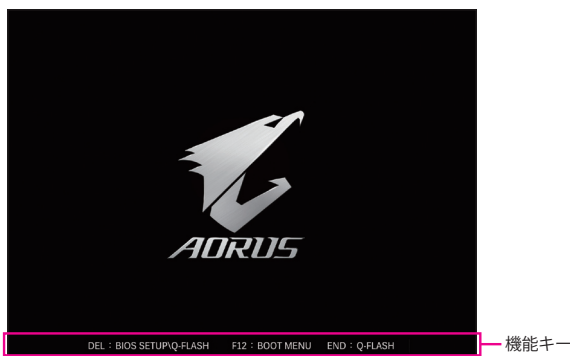 AORUS
DEL : BIOS SETUP\Q-FLASH F12 : BOOT MENU END : Q-FLASH
機能キー